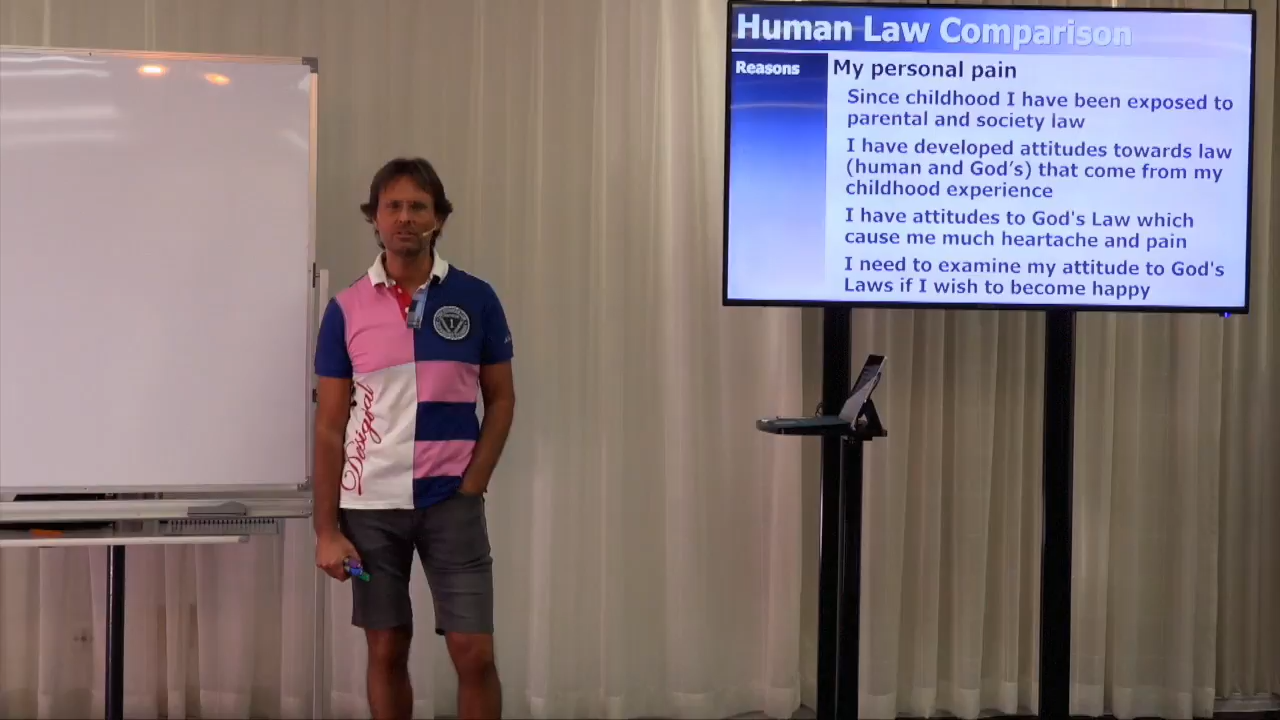 Human Law Comparison
Reasons
My personal pain
Since childhood I have been exposed to
parental and society law
I have developed attitudes towards law
(human and God's) that come from my
childhood experience
I have attitudes to God's Law which
cause me much heartache and pain
I need to examine my attitude to God's
Laws if I wish to become happy
Desigual
1